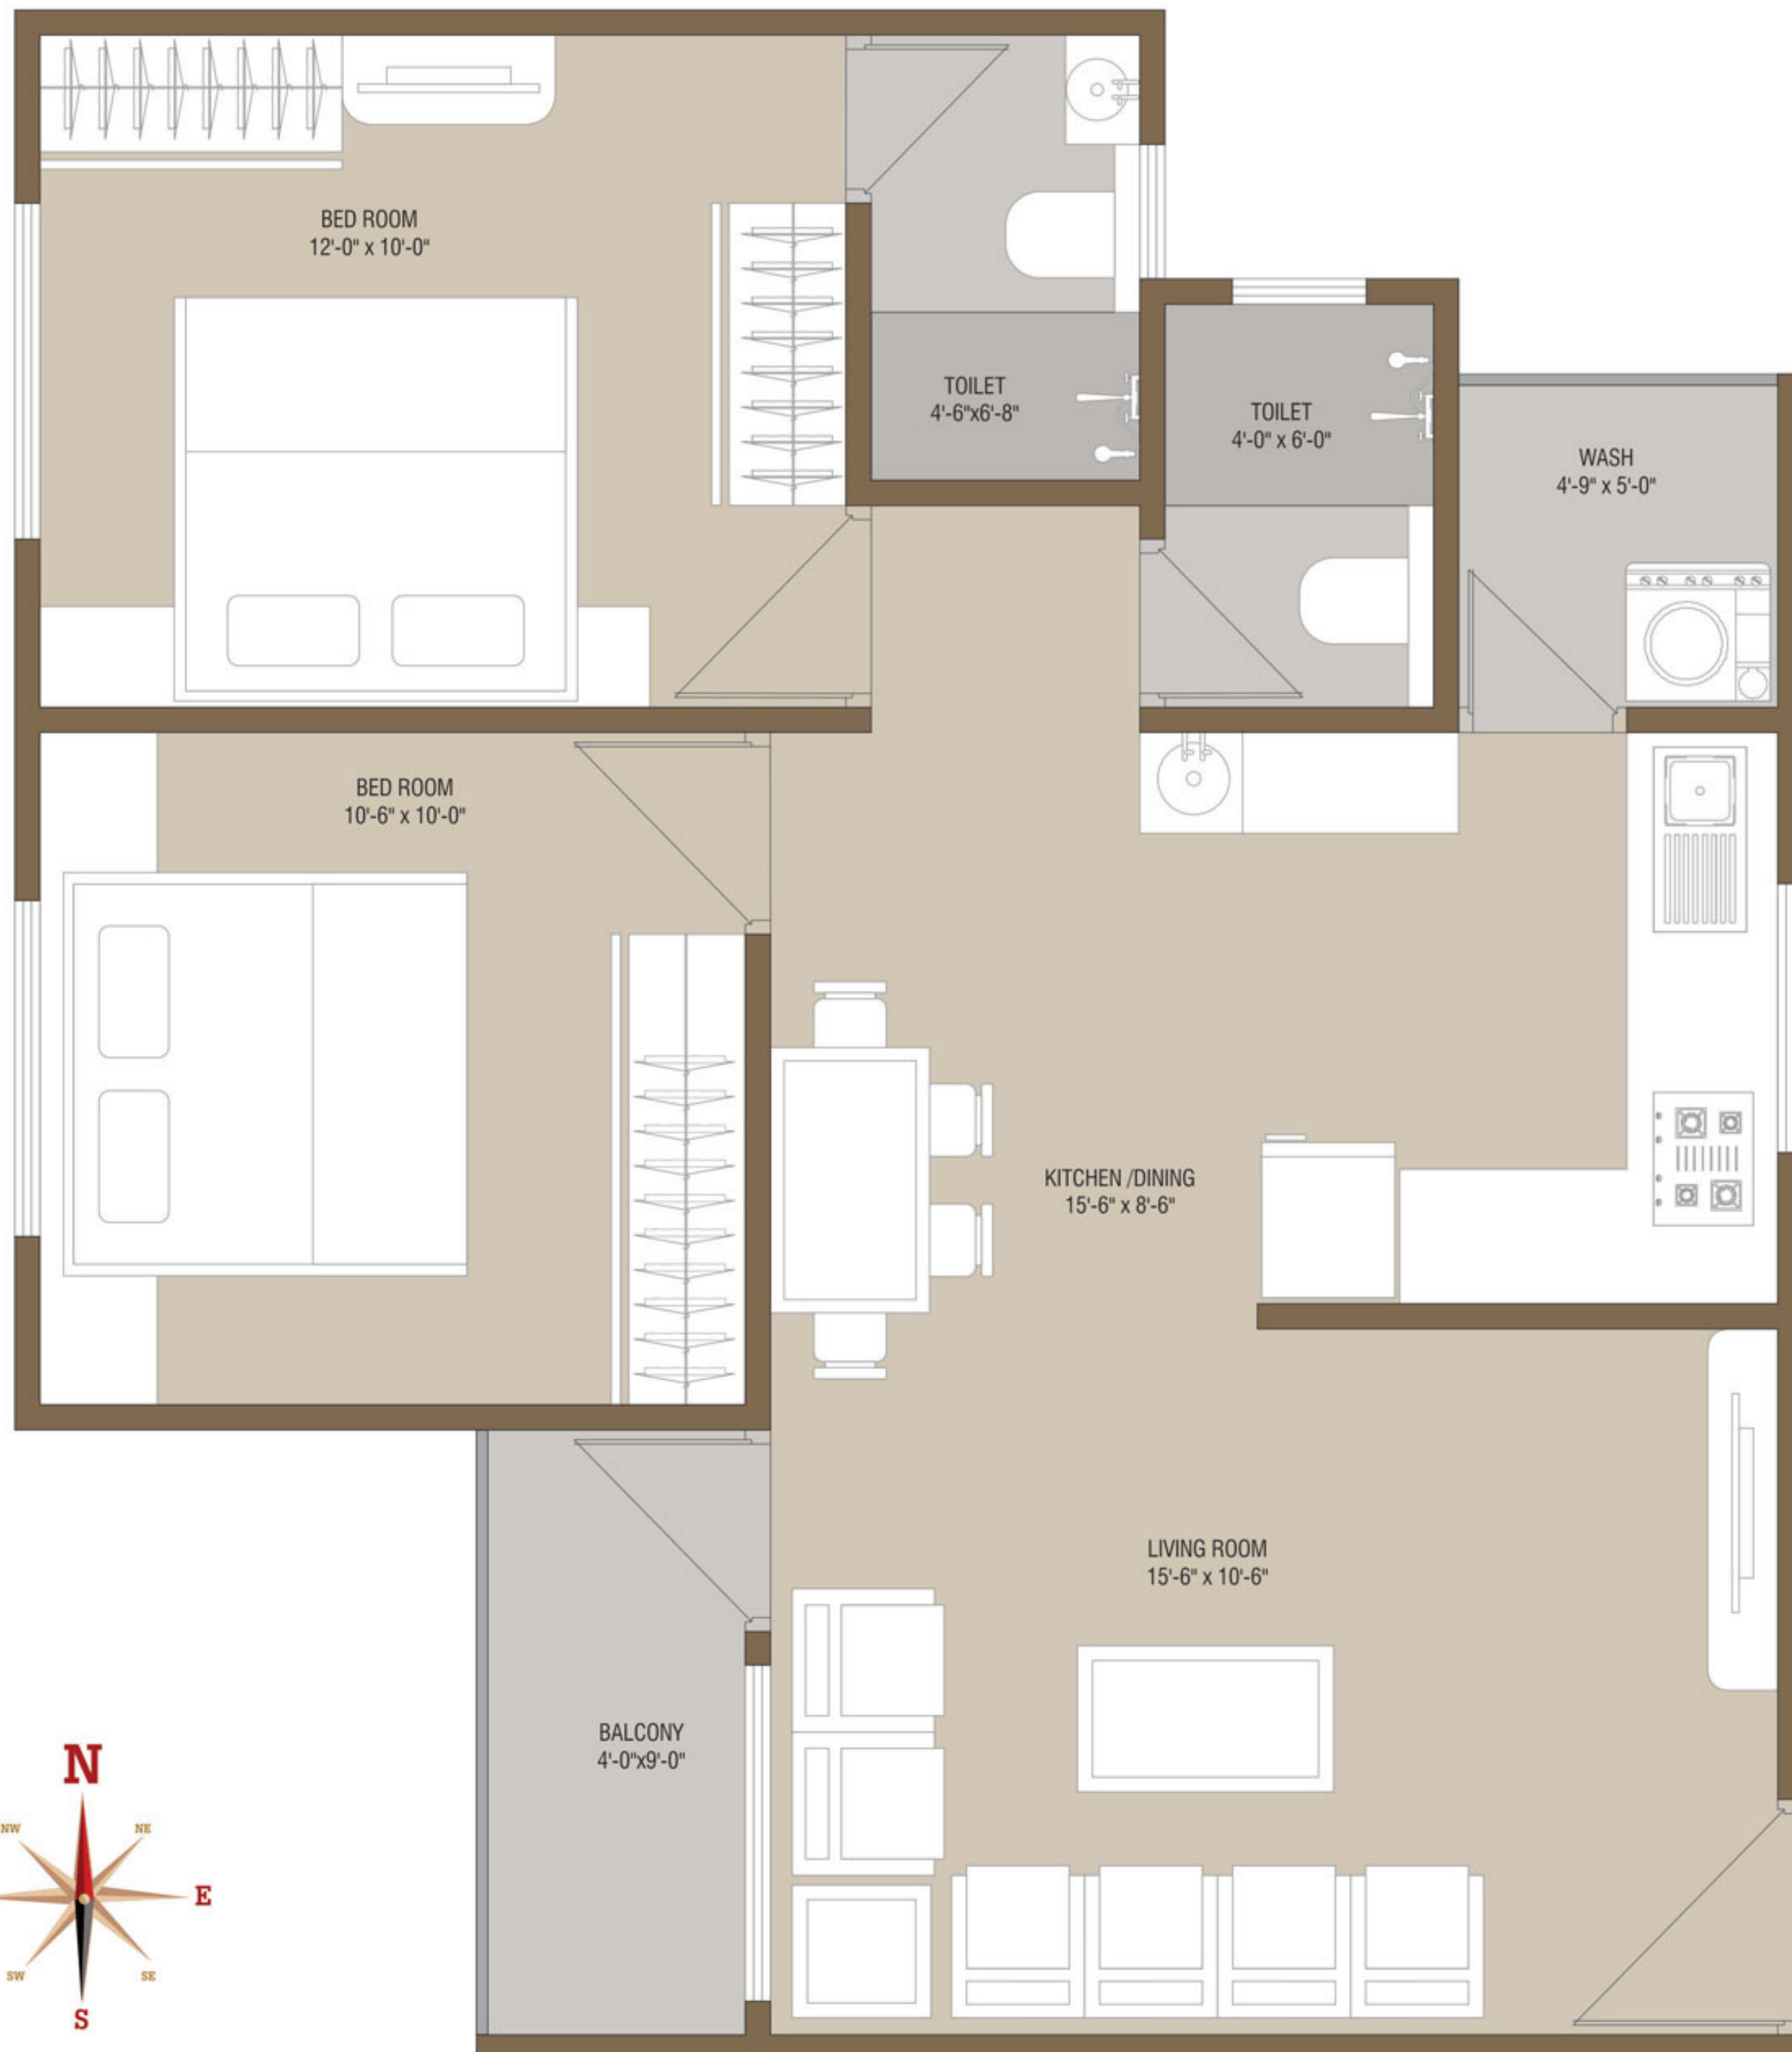 BED ROOM
12'-0" x 10'-0"
TOILET
4'-6"x6'-8"
TOILET
4'-0" x 6'-0"
WASH
4'-9" x 5'-0"
BED ROOM
10'-6" x 10'-0"
KITCHEN /DINING
15'-6" x 8'-6"
LIVING ROOM
15'-6" x 10'-6"
BALCONY
4'-0"x9'-0"
N
NW
NE
E
SW
SE
S